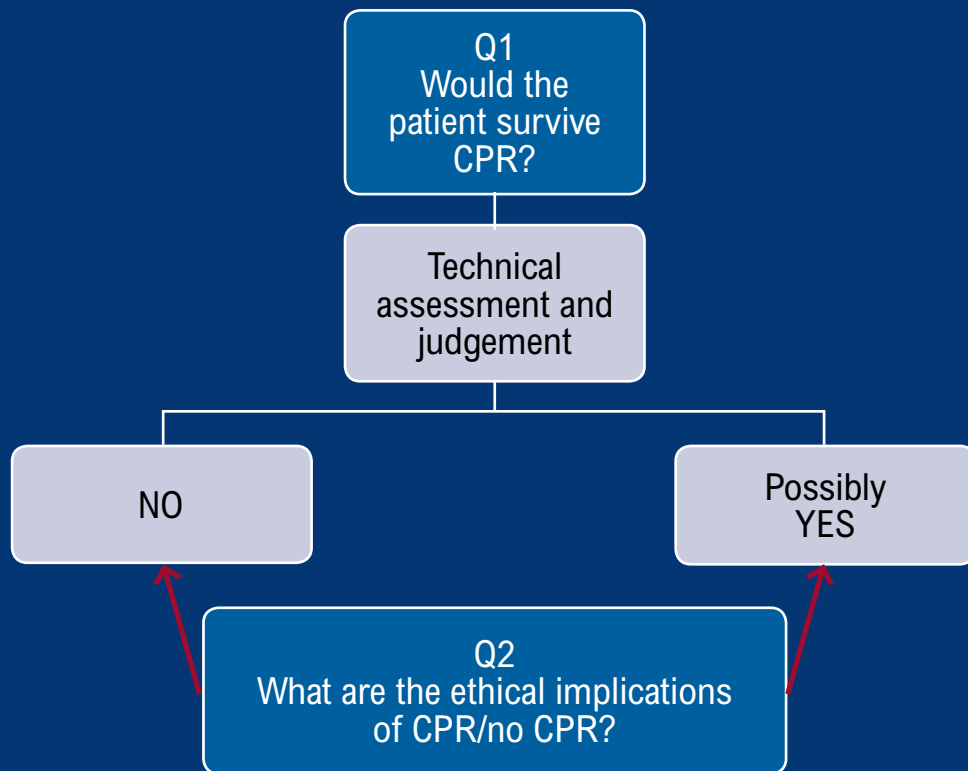 Q1
Would the
patient survive
CPR?
Technical
assessment and
judgement
NO
Possibly
YES
Q2
What are the ethical implications
of CPR/no CPR?